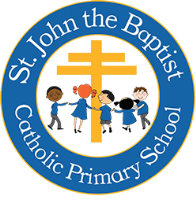 St. John the Baptist
Catholic Primary School